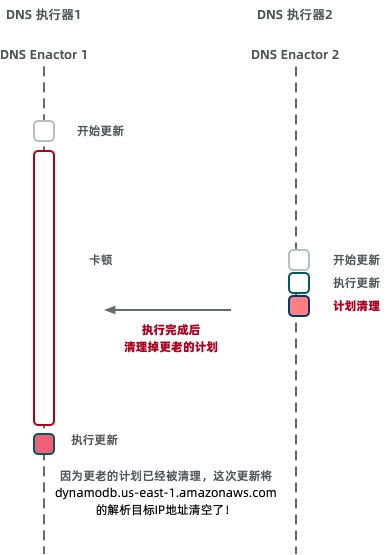 DNS 执行器1
DNS 执行器2
DNS Enactor 1
DNS Enactor 2
开始更新
卡顿
开始更新
执行更新
计划清理
执行完成后
清理掉更老的计划
执行更新
因为更老的计划已经被清理，这次更新将
dynamodb.us-east-1.amazonaws.com
的解析目标IP地址清空了！